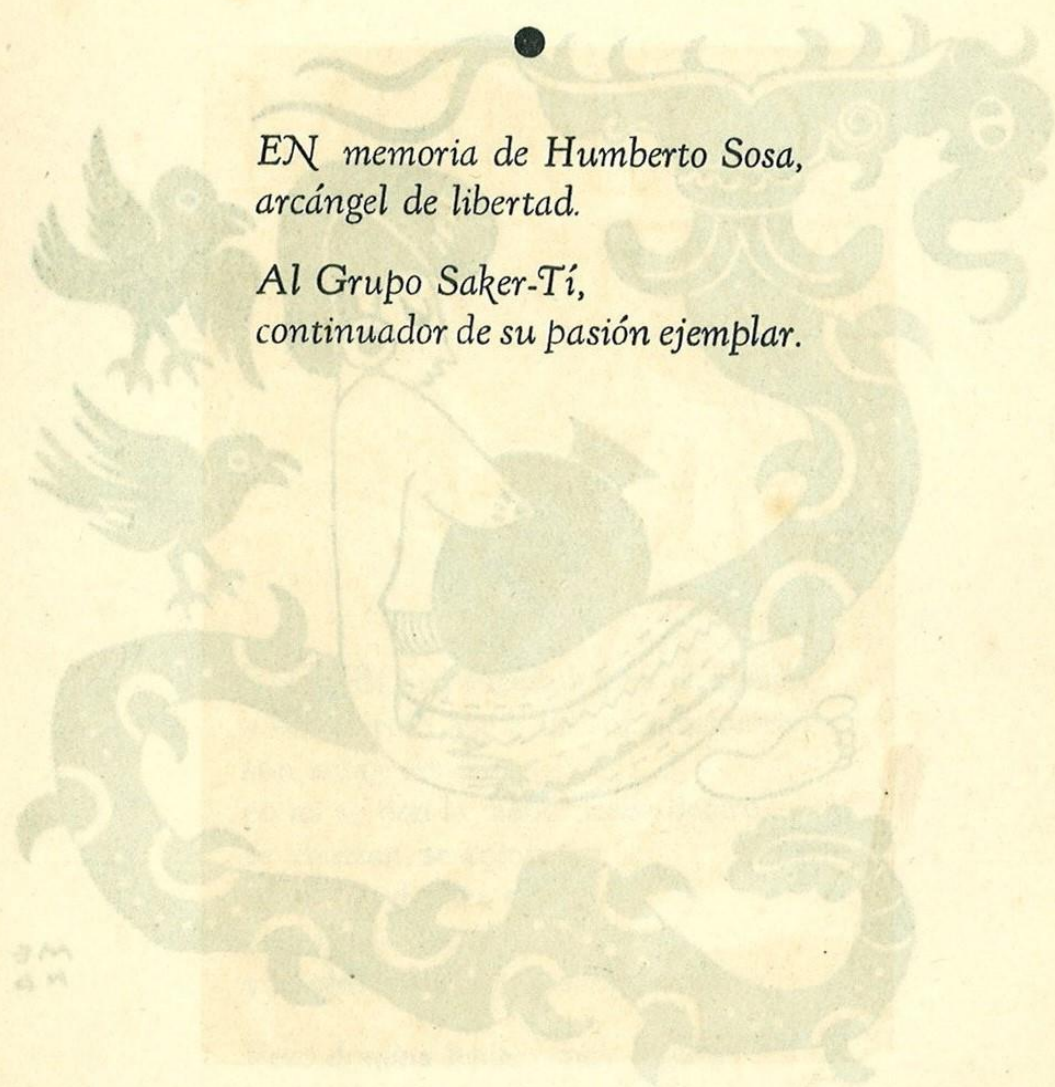 EN memoria de Humberto Sosa,
arcángel de libertad.
Al Grupo Saker-Tí,
continuador de su pasión ejemplar.